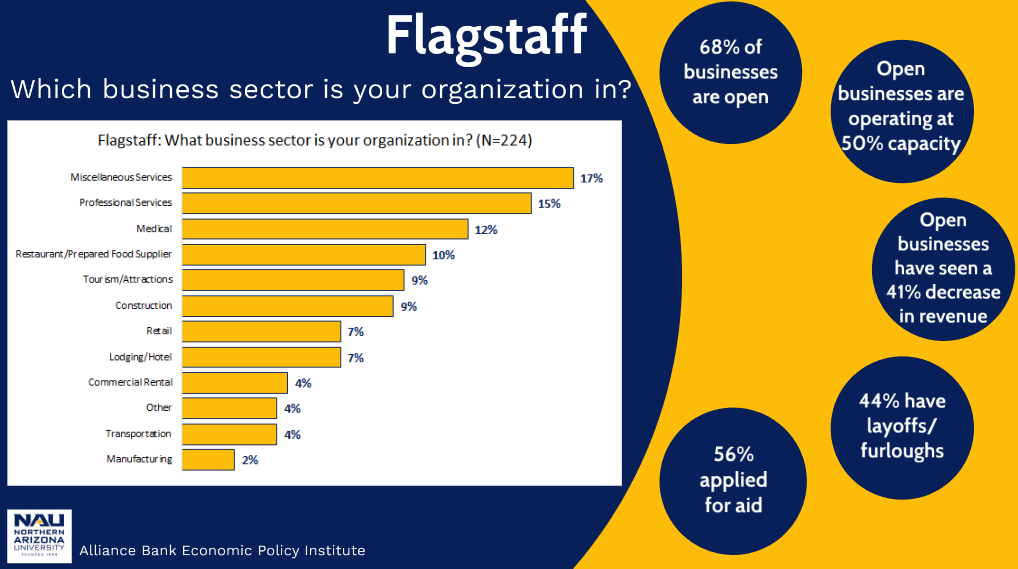 Flagstaff
Which business sector is your organization in?
Flagstaff: What business sector is your organization in? (N=224)
Miscellaneous Services 17%
Professional Services 15%
Medical 12%
Restaurant/Prepared Food Supplier 10%
Tourism/Attractions 9%
Construction 9%
Retail 7%
Lodging/Hotel 7%
Commercial Rental 4%
Other 4%
Transportation 4%
Manufacturing 2%
68% of
businesses
are open
Open
businesses are
operating at
50% capacity
Open
businesses
have seen a
41% decrease
in revenue
44% have
layoffs/
furloughs
56%
applied
for aid
NAU
NORTHERN
ARIZONA
UNIVERSITY
FOUNDED 1899
Alliance Bank Economic Policy Institute